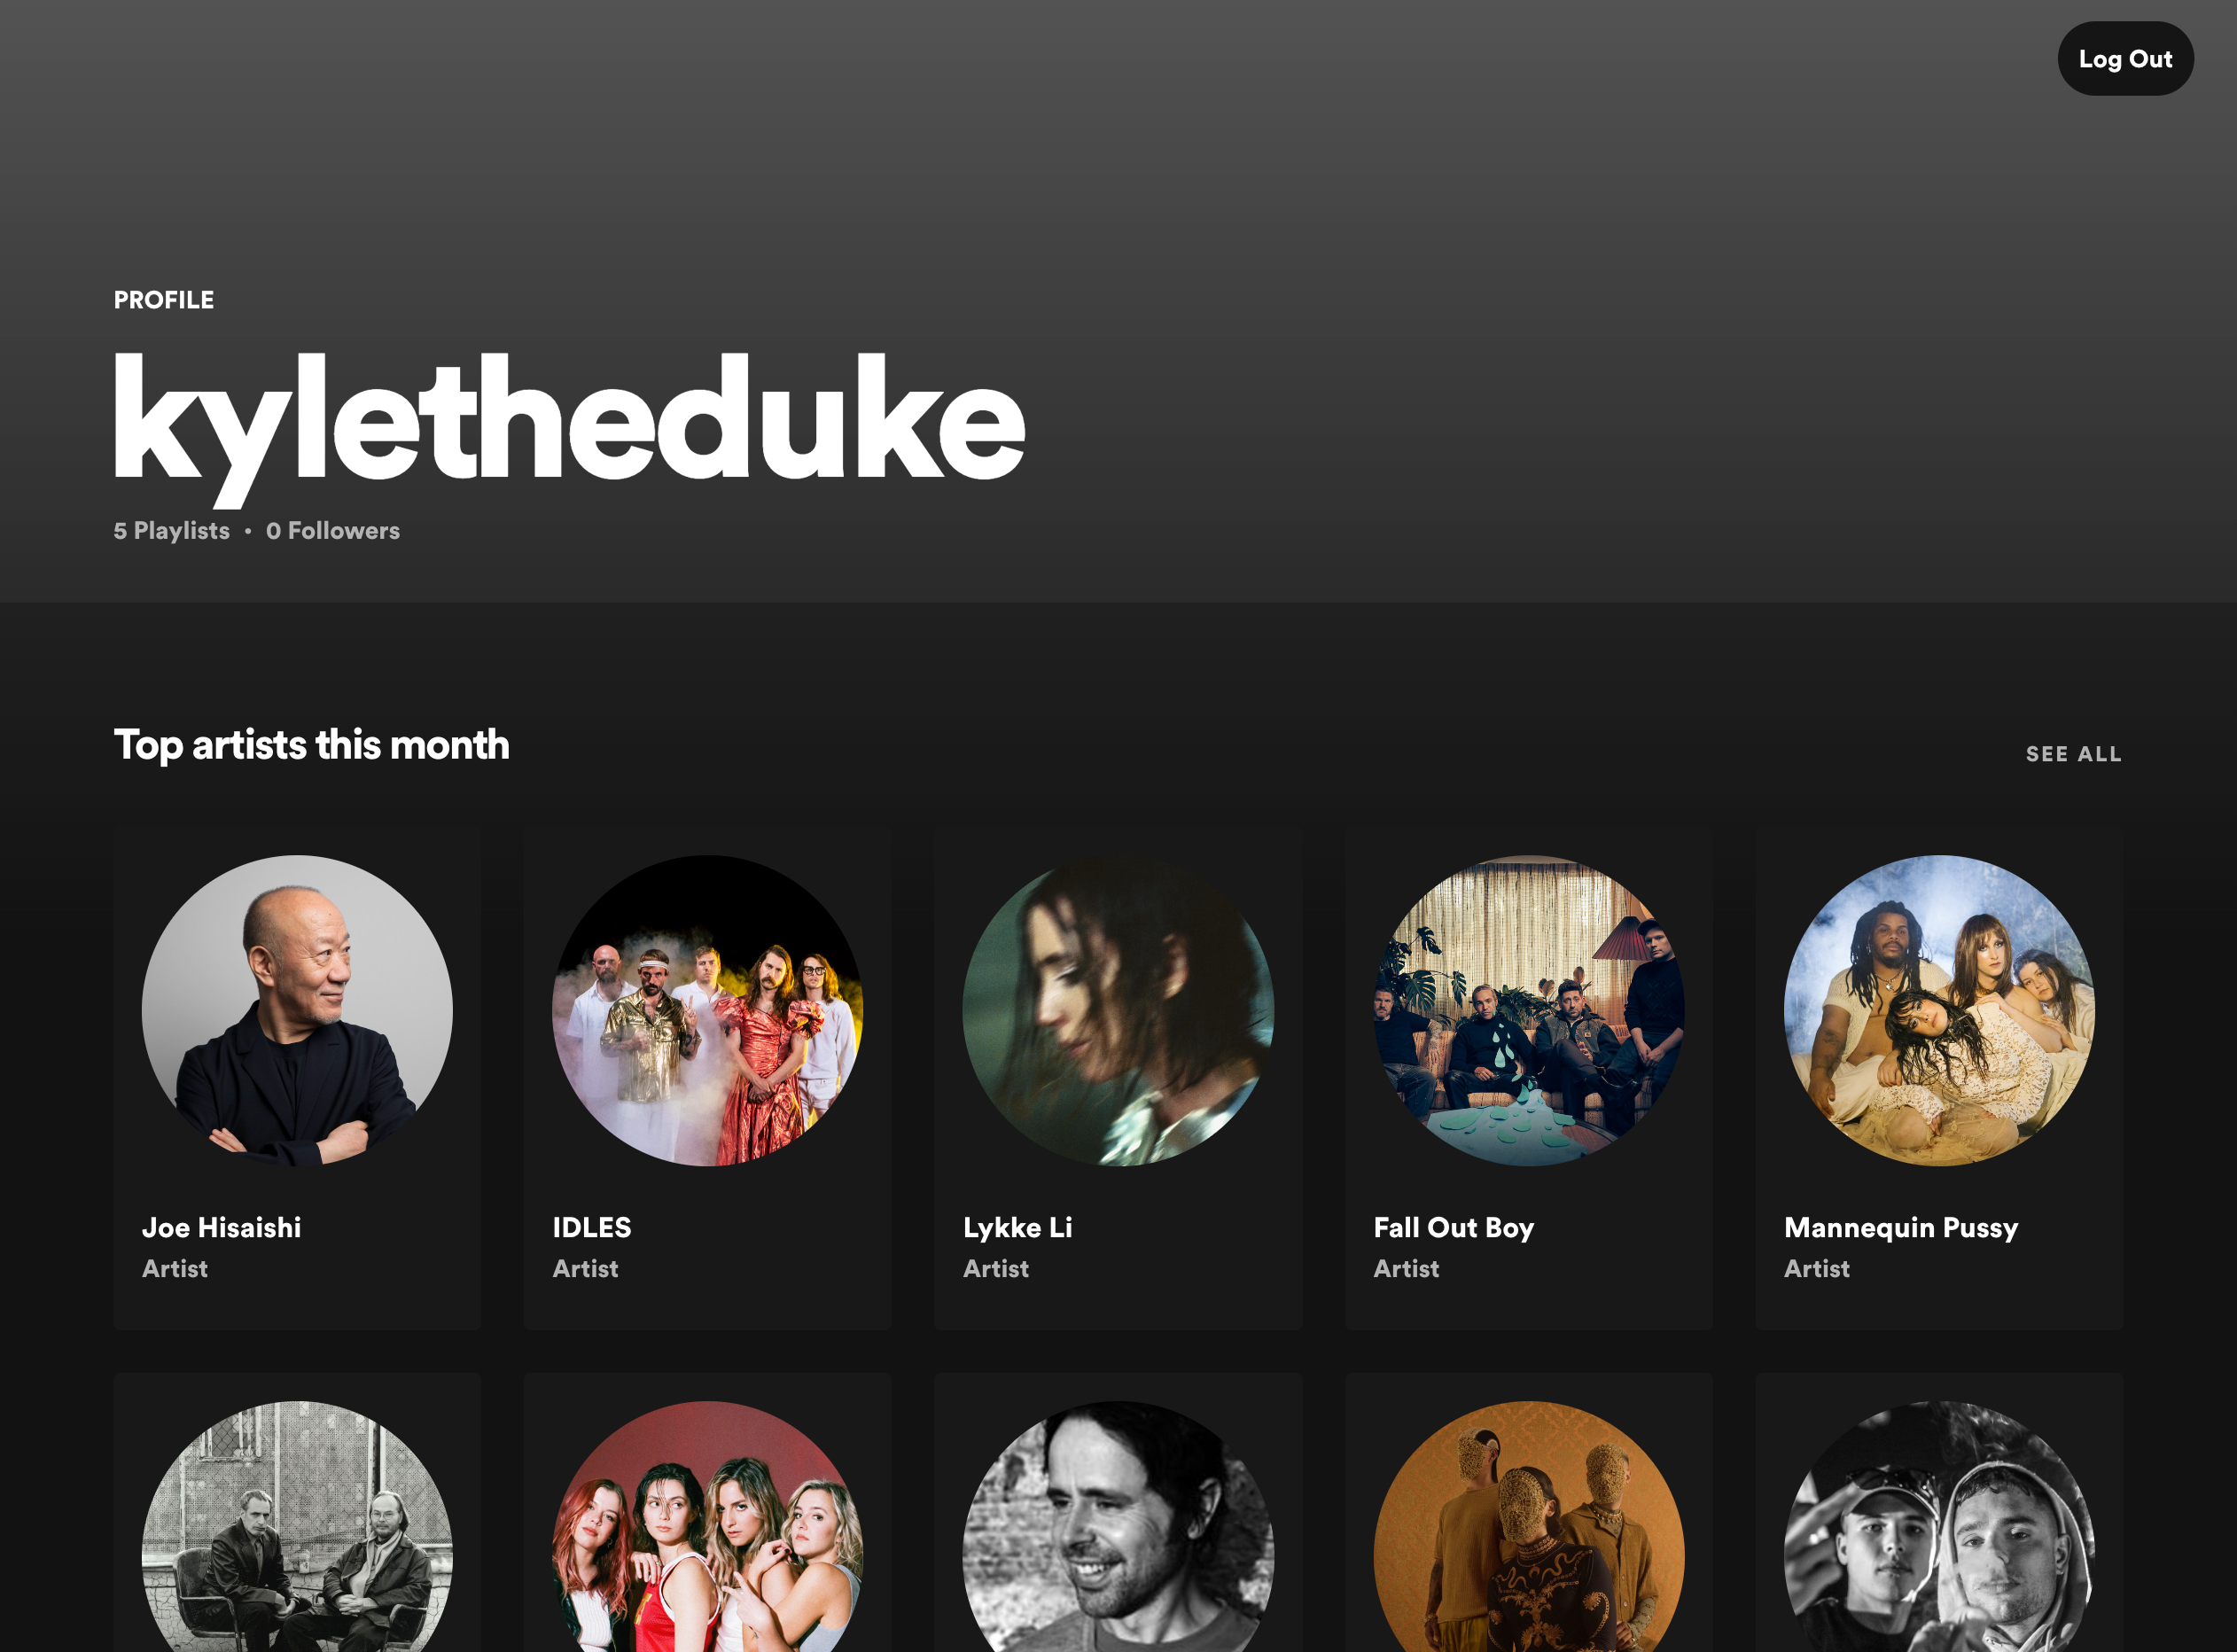 Log Out
PROFILE
kyletheduke
5 Playlists • 0 Followers
Top artists this month
SEE ALL
Joe Hisaishi
Artist
IDLES
Artist
Lykke Li
Artist
Fall Out Boy
Artist
Mannequin Pussy
Artist